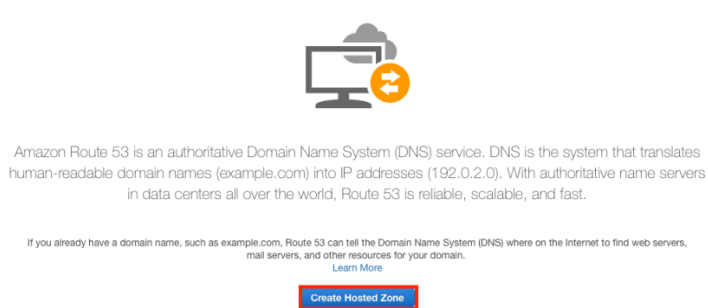 Amazon Route 53 is an authoritative Domain Name System (DNS) service. DNS is the system that translates
human-readable domain names (example.com) into IP addresses (192.0.2.0). With authoritative name servers
in data centers all over the world, Route 53 is reliable, scalable, and fast.
If you already have a domain name, such as example.com, Route 53 can tell the Domain Name System (DNS) where on the Internet to find web servers,
mail servers, and other resources for your domain.
Learn More
Create Hosted Zone